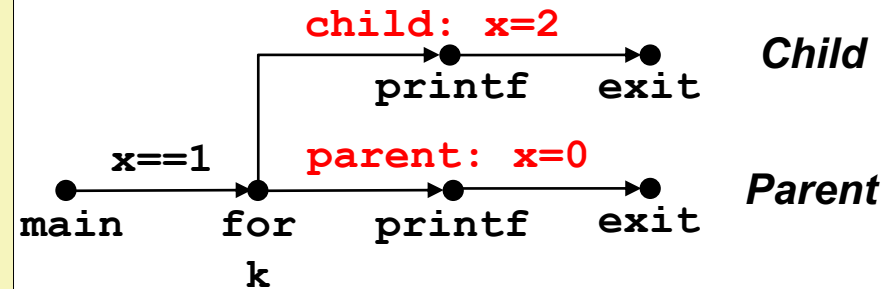 child: x=2
Child
printf exit
x==1 parent: x=0
Parent
main for printf exit
k